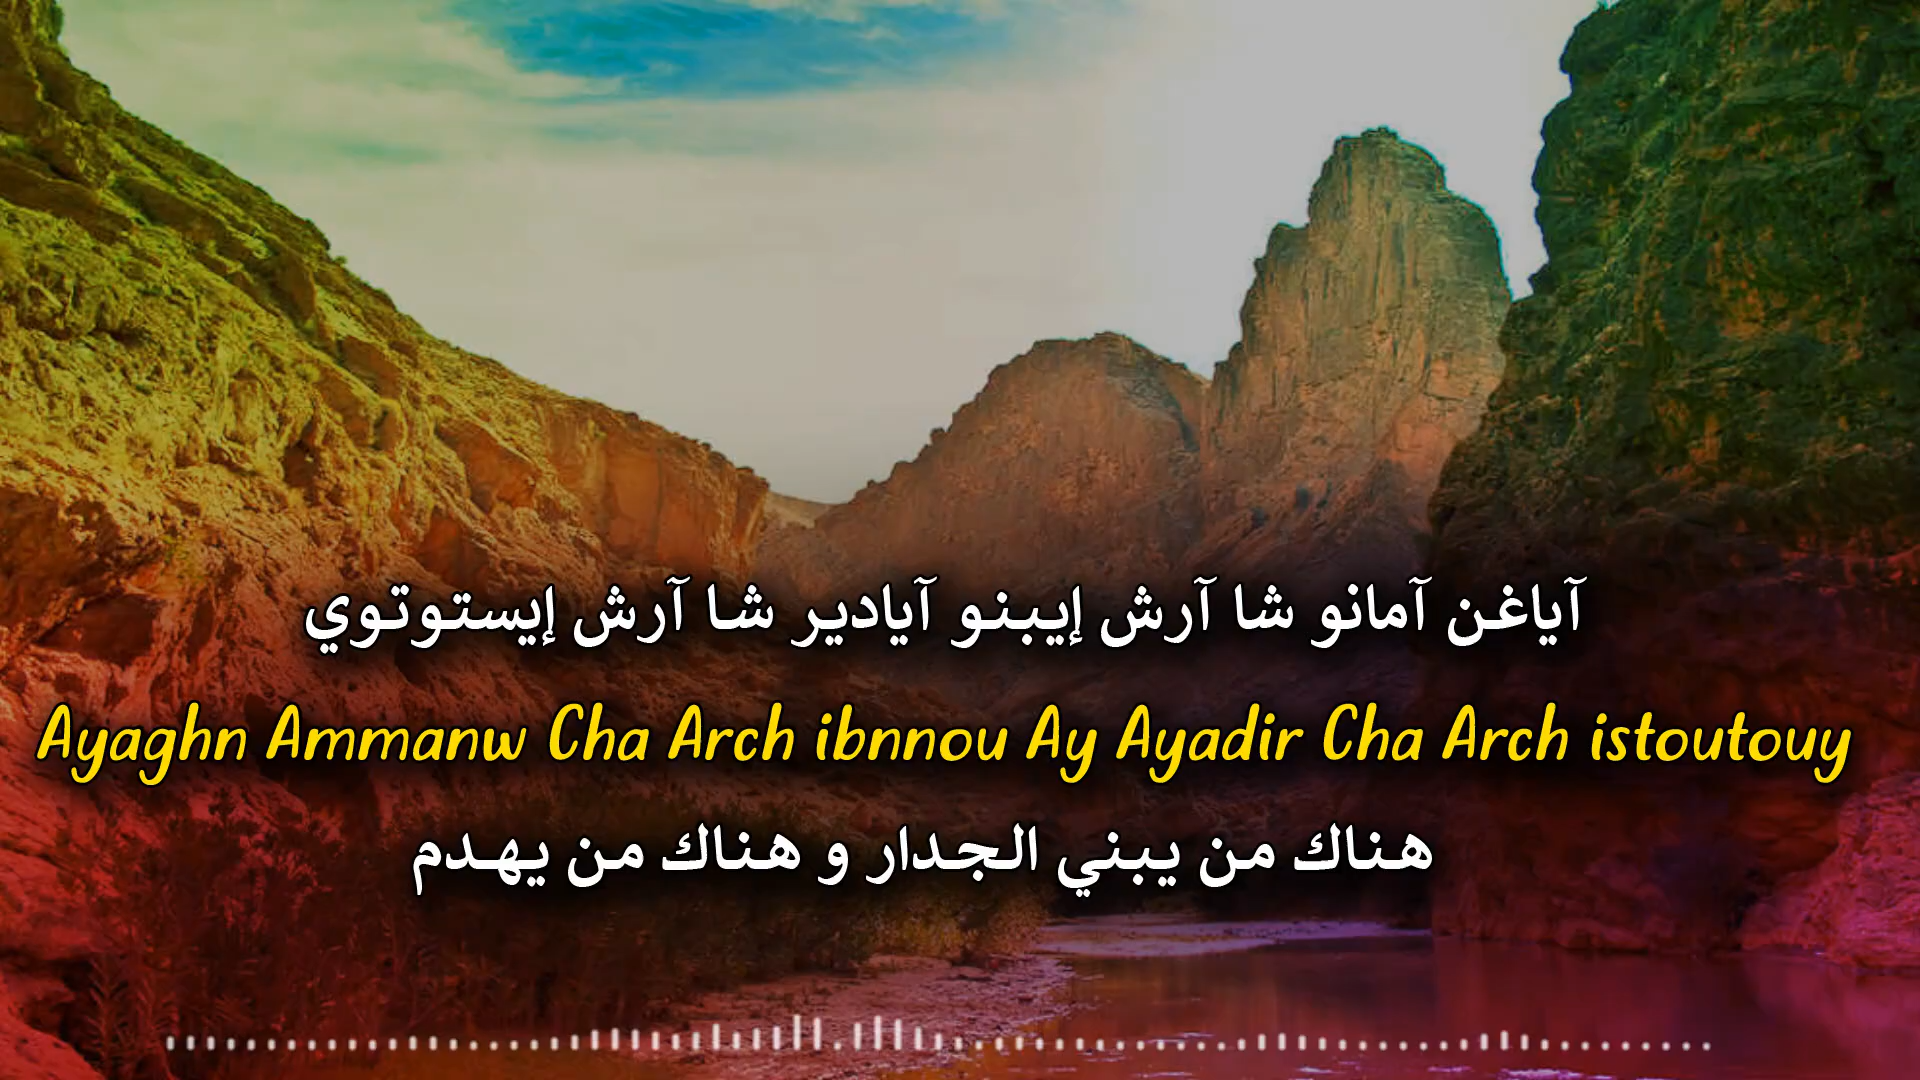 آياغن آمانو شا آرش إيبنو آيادير شا آرش إيستوتوي
Ayaghn Ammanw Cha Arch ibnnou Ay Ayadir Cha Arch istoutouy
هناك من يبني الجدار و هناك من يهدم